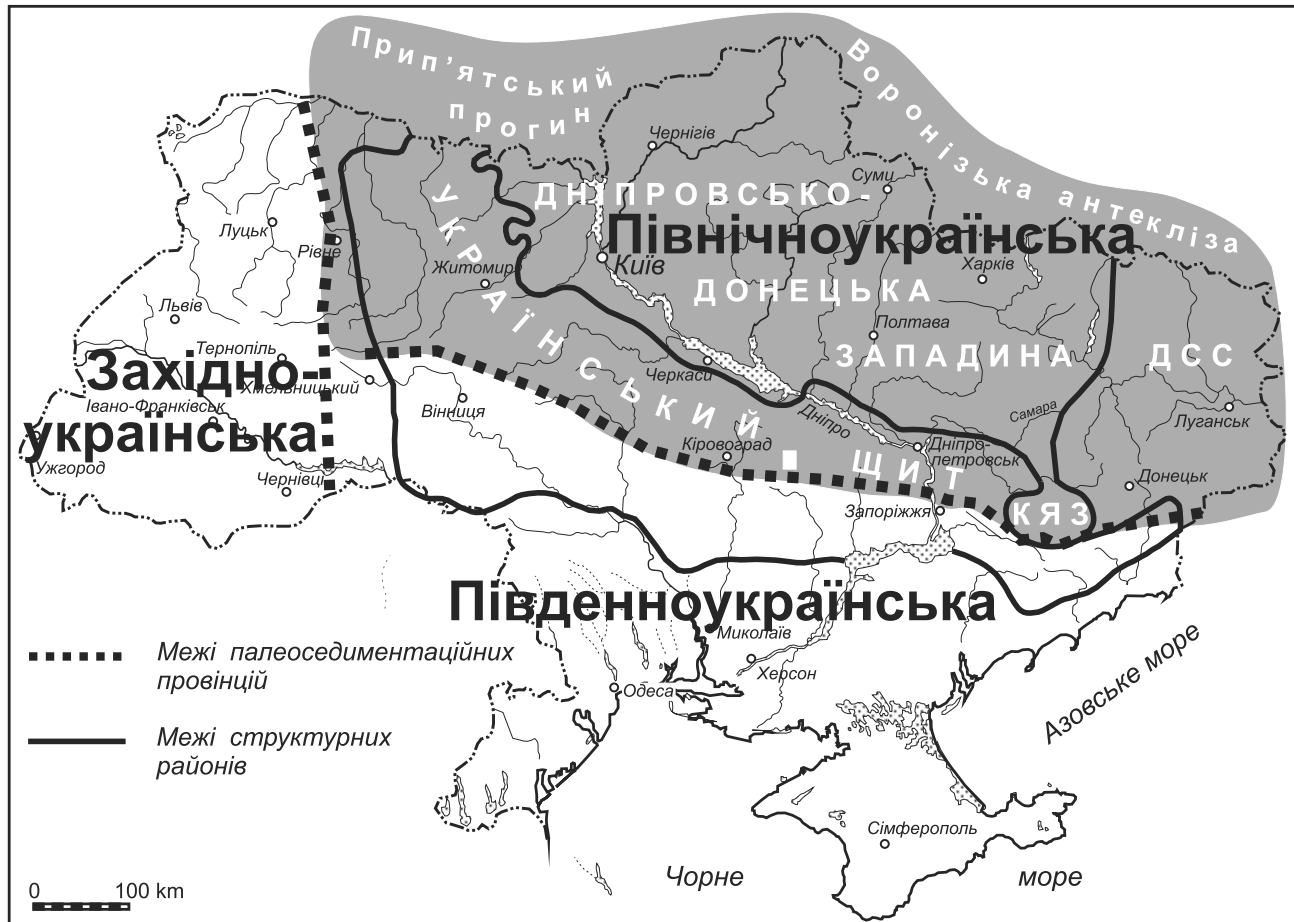 Прип’ятський
прогин
Воронізька антекліза
Чернігів
Суми
ДНІПРОВСЬКО-
УКРАЇНСЬКИЙ ЩИТ
Луцьк
Рівне
Північноукраїнська
Житомир
Київ
Харків
ДОНЕЦЬКА
Львів
Полтава
Тернопіль
ЗАПАДИНА
ДСС
Західно-
українська
Хмельницький
Черкаси
Івано-Франківськ
Вінниця
Дніпро
Самара
Луганськ
Кіровоград
Дніпро-
петровськ
Ужгород
Чернівці
Донецьк
Запоріжжя
КЯЗ
Південноукраїнська
Миколаїв
Херсон
Межі палеоседиментаційних
провінцій
Одеса
Азовське море
Межі структурних
районів
Сімферополь
Чорне море
0 100 km